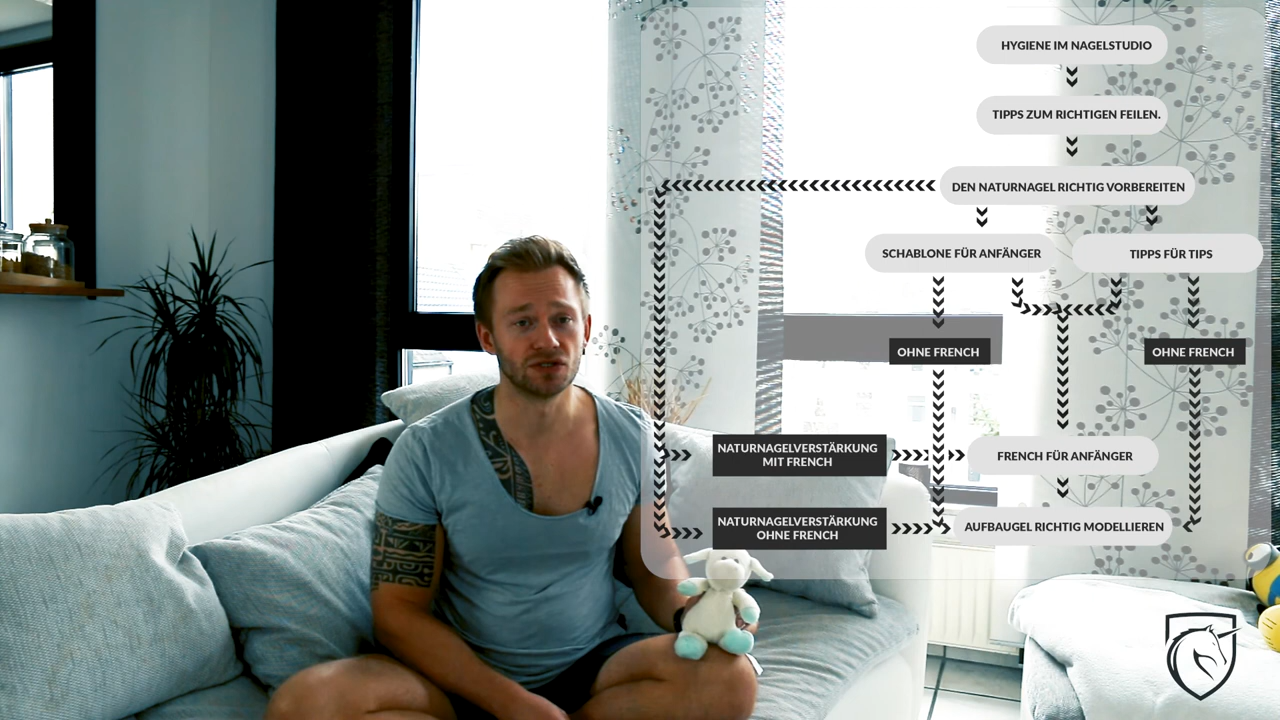 HYGIENE IM NAGELSTUDIO
TIPPS ZUM RICHTIGEN FEILEN.
DEN NATURNAGEL RICHTIG VORBEREITEN
SCHABLONE FÜR ANFÄNGER
TIPPS FÜR TIPS
OHNE FRENCH
OHNE FRENCH
NATURNAGELVERSTÄRKUNG
MIT FRENCH
FRENCH FÜR ANFÄNGER
NATURNAGELVERSTÄRKUNG
OHNE FRENCH
AUFBAUGEL RICHTIG MODELLIEREN